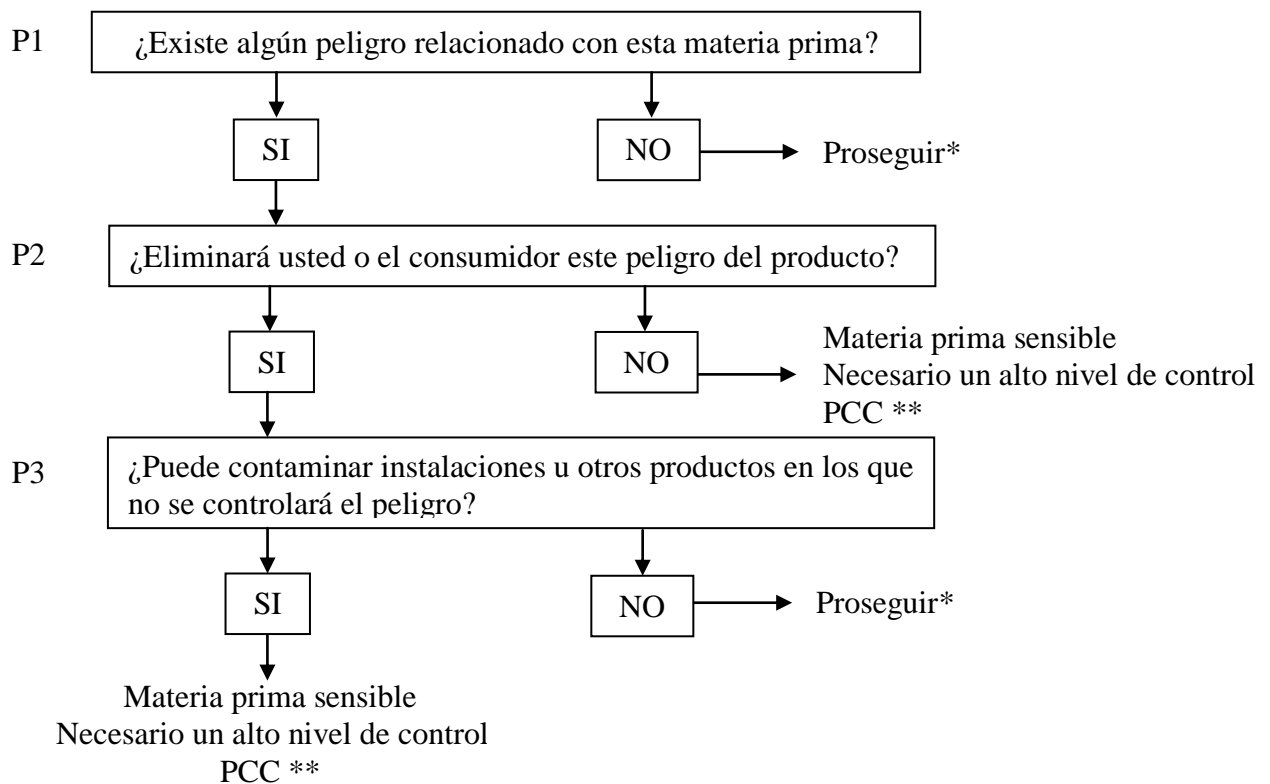 P1
¿Existe algún peligro relacionado con esta materia prima?
SI
NO
Proseguir*
P2
¿Eliminará usted o el consumidor este peligro del producto?
SI
NO
Materia prima sensible
Necesario un alto nivel de control
PCC **
P3
¿Puede contaminar instalaciones u otros productos en los que
no se controlará el peligro?
SI
NO
Proseguir*
Materia prima sensible
Necesario un alto nivel de control
PCC **